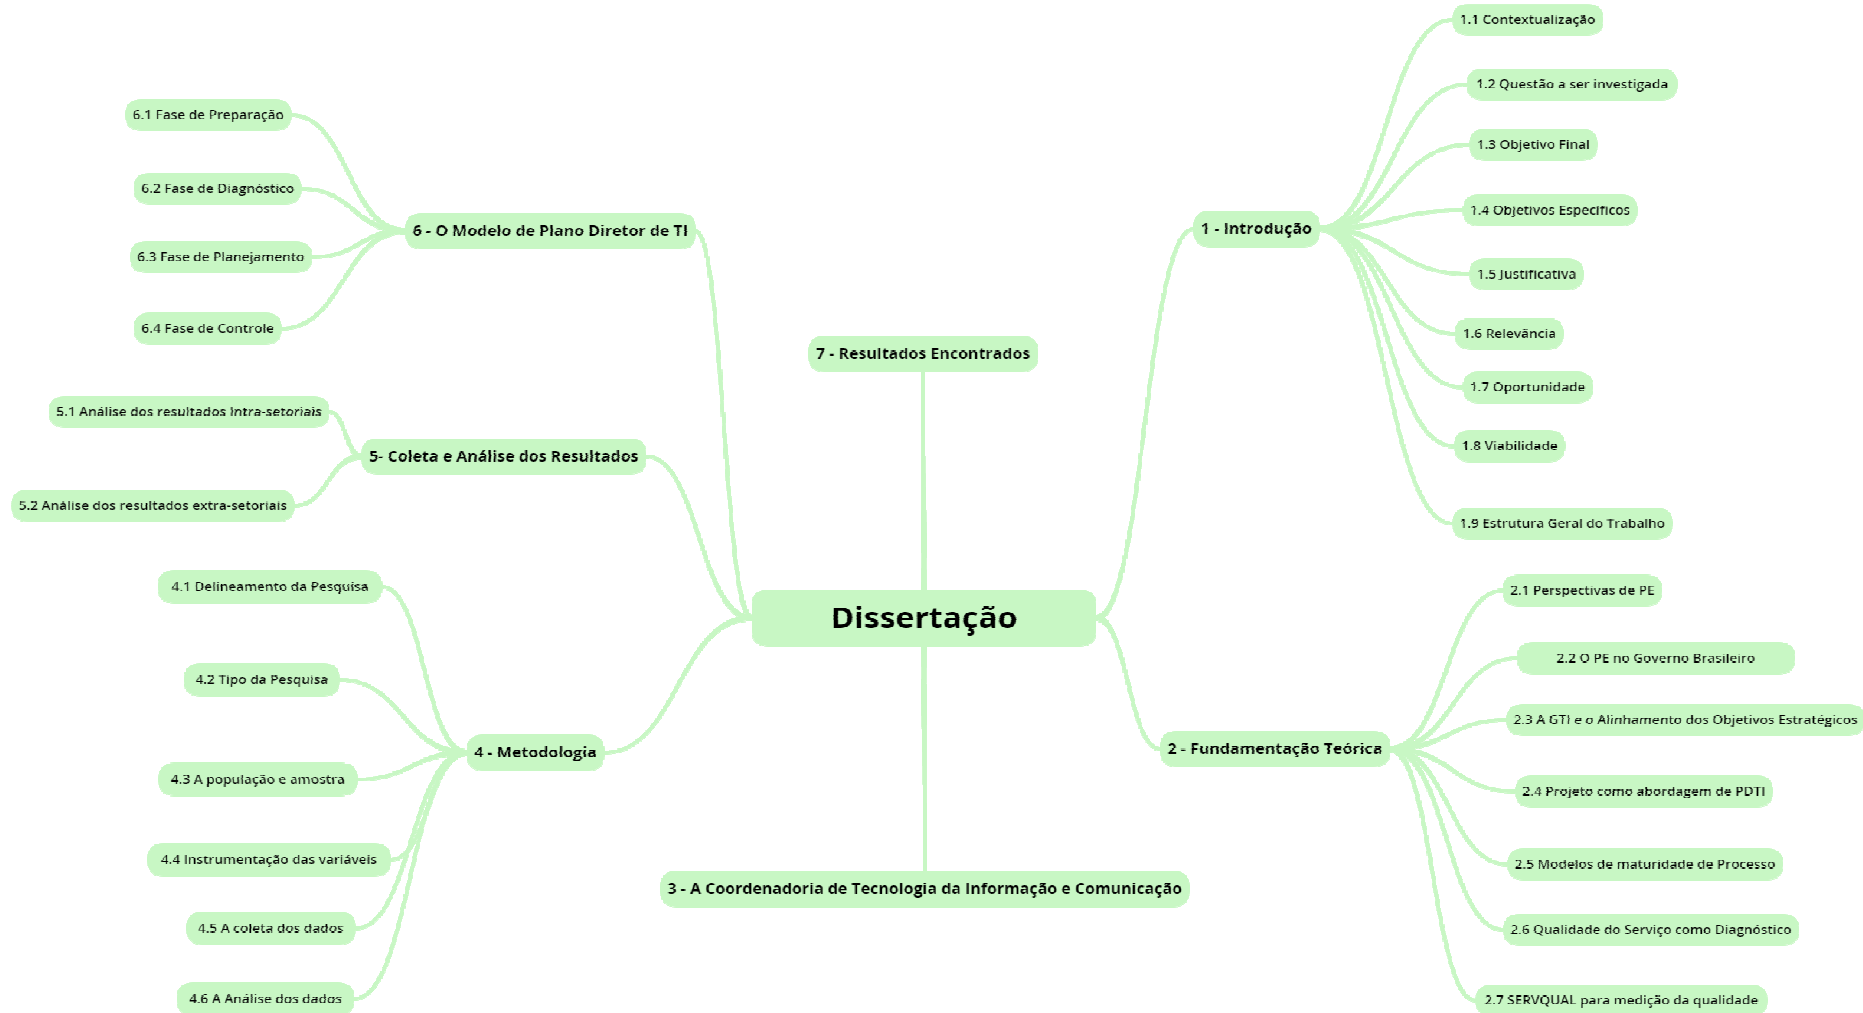 Dissertação
1 - Introdução
1.1 Contextualização
1.2 Questão a ser investigada
1.3 Objetivo Final
1.4 Objetivos Específicos
1.5 Justificativa
1.6 Relevância
1.7 Oportunidade
1.8 Viabilidade
1.9 Estrutura Geral do Trabalho
2 - Fundamentação Teórica
2.1 Perspectivas de PE
2.2 O PE no Governo Brasileiro
2.3 A GTI e o Alinhamento dos Objetivos Estratégicos
2.4 Projeto como abordagem de PDTI
2.5 Modelos de maturidade de Processo
2.6 Qualidade do Serviço como Diagnóstico
2.7 SERVQUAL para medição da qualidade
3 - A Coordenadoria de Tecnologia da Informação e Comunicação
4 - Metodologia
4.1 Delineamento da Pesquisa
4.2 Tipo da Pesquisa
4.3 A população e amostra
4.4 Instrumentação das variáveis
4.5 A coleta dos dados
4.6 A Análise dos dados
5- Coleta e Análise dos Resultados
5.1 Análise dos resultados Intra-setoriais
5.2 Análise dos resultados extra-setoriais
6 - O Modelo de Plano Diretor de TI
6.1 Fase de Preparação
6.2 Fase de Diagnóstico
6.3 Fase de Planejamento
6.4 Fase de Controle
7 - Resultados Encontrados